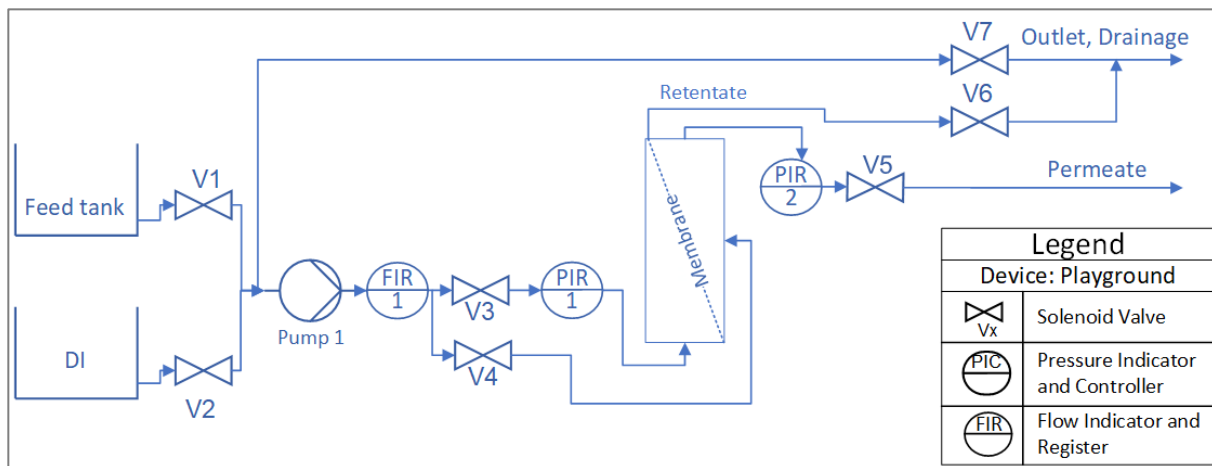 V7
Outlet, Drainage
Retentate
V6
V1
Feed tank
PIR
2
V5
Permeate
Membrane
DI
V2
Pump 1
FIR
1
V3
PIR
1
V4
Legend
Device: Playground
Vx
Solenoid Valve
PIC
Pressure Indicator
and Controller
FIR
Flow Indicator and
Register